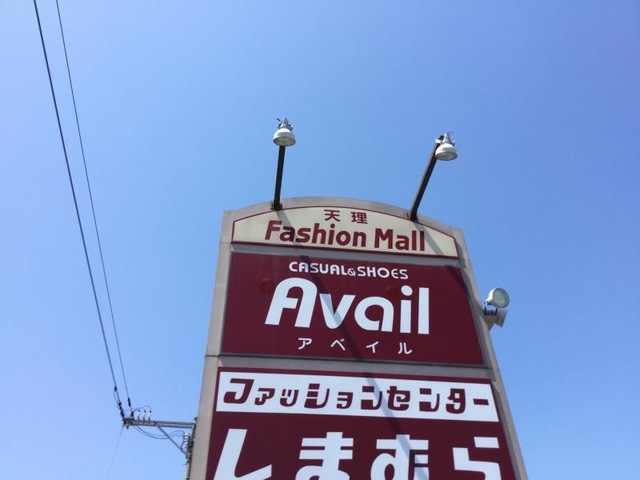 天理
Fashion Mall
CASUAL&SHOES
Avail
アベイル
ファッションセンター
しまむら